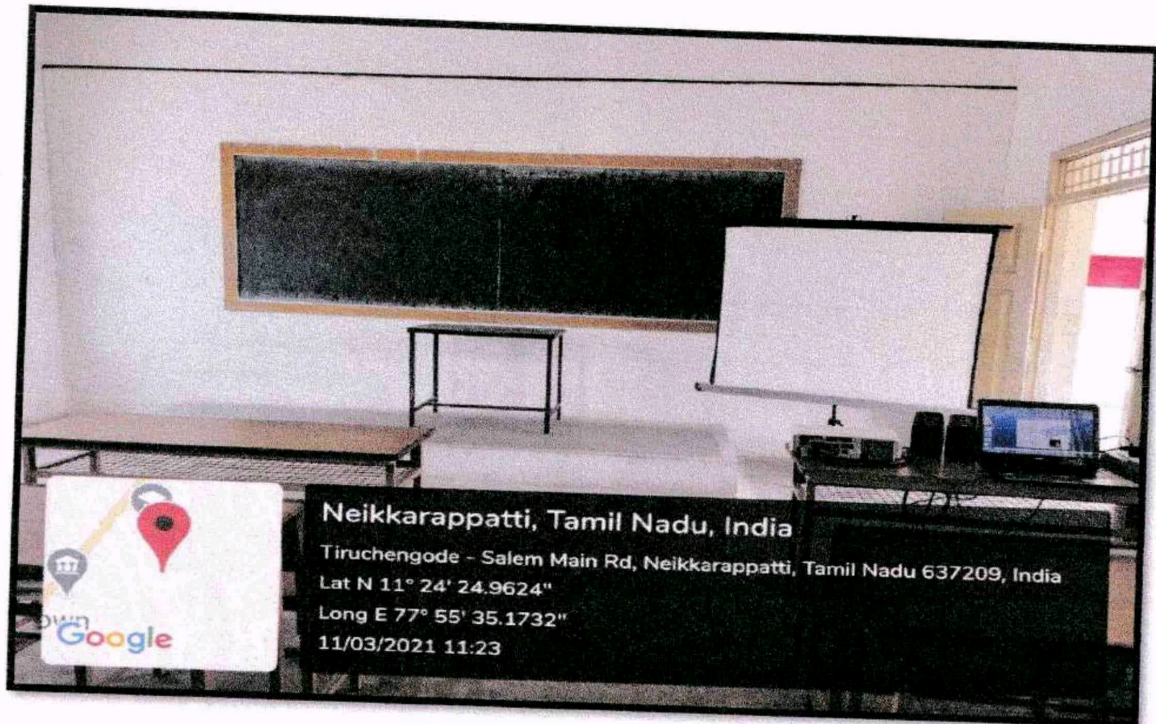 Neikkarappatti, Tamil Nadu, India
Tiruchengode - Salem Main Rd, Neikkarappatti, Tamil Nadu 637209, India
Lat N 11° 24' 24.9624"
Long E 77° 55' 35.1732"
11/03/2021 11:23
own
Google